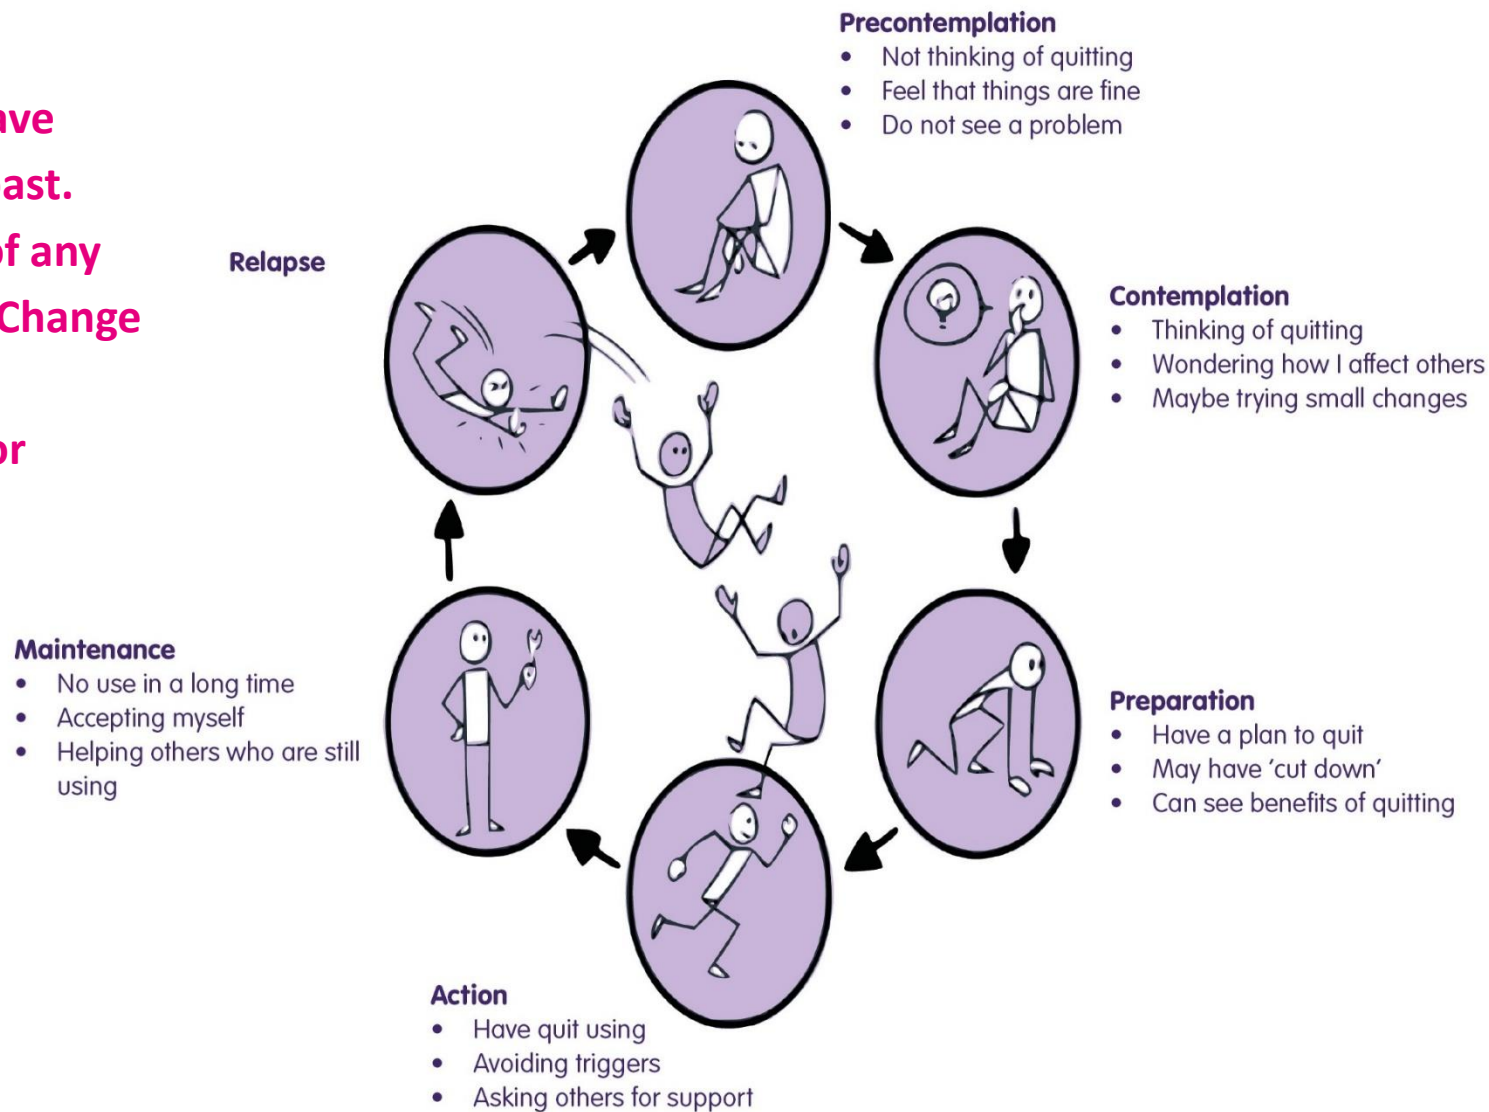 Precontemplation
• Not thinking of quitting
• Feel that things are fine
• Do not see a problem
ast.
of any
Change
or
Relapse
Contemplation
• Thinking of quitting
• Wondering how I affect others
• Maybe trying small changes
Maintenance
• No use in a long time
• Accepting myself
• Helping others who are still
using
Preparation
• Have a plan to quit
• May have ‘cut down’
• Can see benefits of quitting
Action
• Have quit using
• Avoiding triggers
• Asking others for support